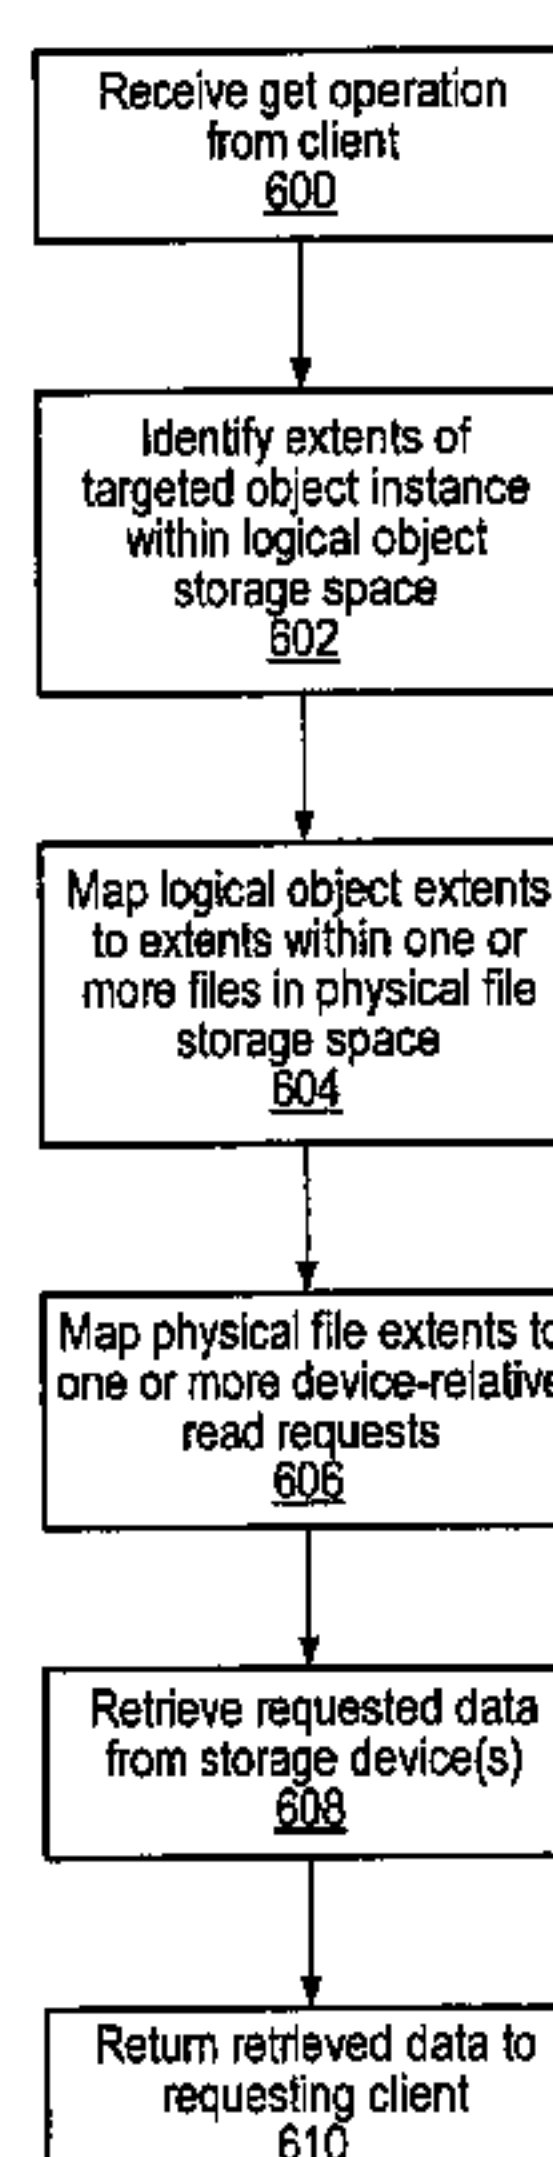 Receive get operation
from client
600
Identify extents of
targeted object instance
within logical object
storage space
602
Map logical object extents
to extents within one or
more files in physical file
storage space
604
Map physical file extents to
one or more device-relative
read requests
606
Retrieve requested data
from storage device(s)
608
Return retrieved data to
requesting client
610